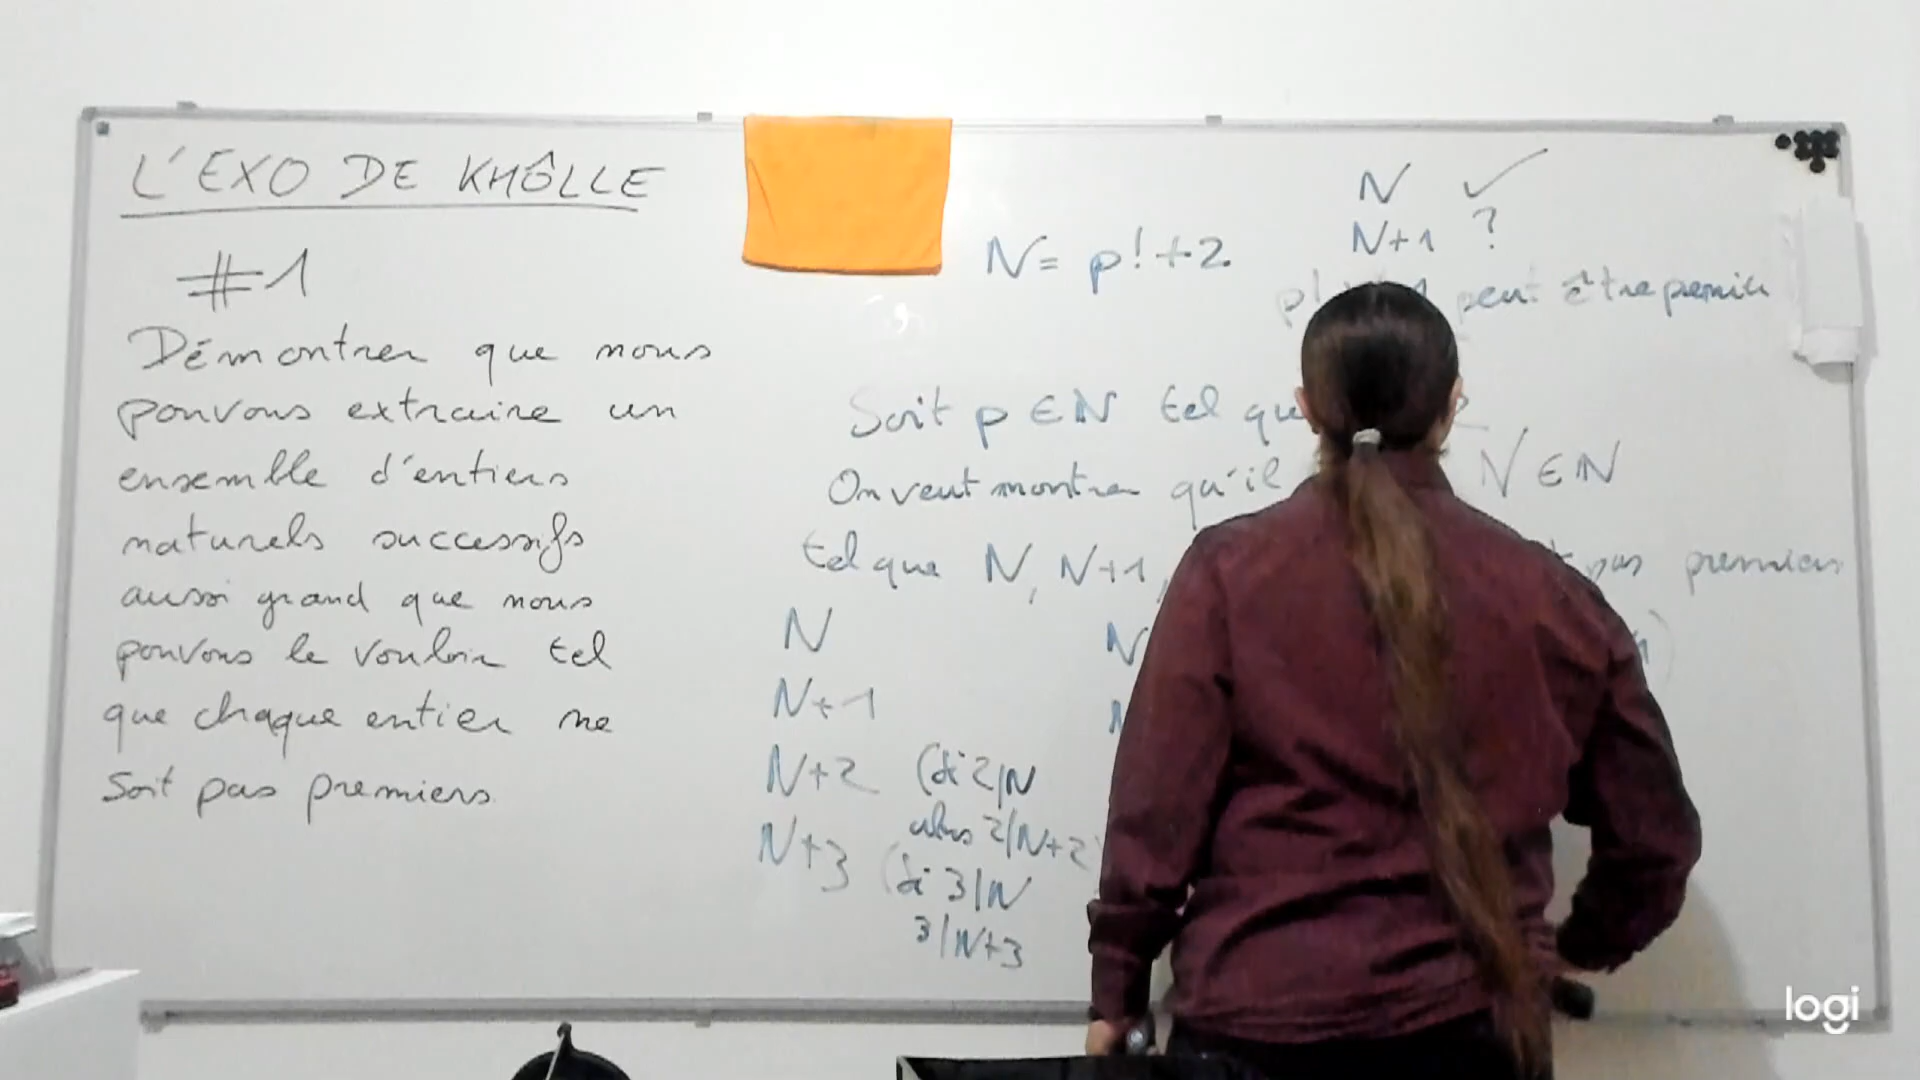 L'EXO DE KHÔLLE
#1
Démontrer que nous
pouvons extraire un
ensemble d'entiers
naturels successifs
aussi grand que nous
pouvons le vouloir tel
que chaque entier ne
soit pas premiers
N ✓
N+1 ?
N = p! + 2
peut être premier
Soit p ∈ ℕ tel que
On veut montrer qu'il N ∈ ℕ
tel que N, N+1, pas premiers
N
N+1
N+2 (si 2|N
alors 2|N+2)
N+3 (si 3|N
3|N+3
logi